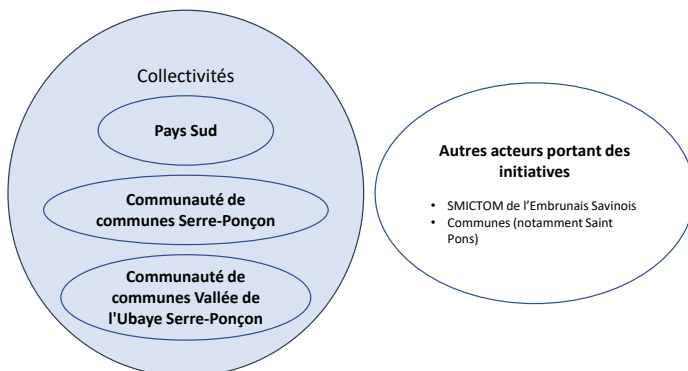 Collectivités
Pays Sud
Communauté de
communes Serre-Ponçon
Communauté de
communes Vallée de
l'Ubaye Serre-Ponçon
Autres acteurs portant des
initiatives
• SMICTOM de l’Embrunais Savinois
• Communes (notamment Saint
Pons)